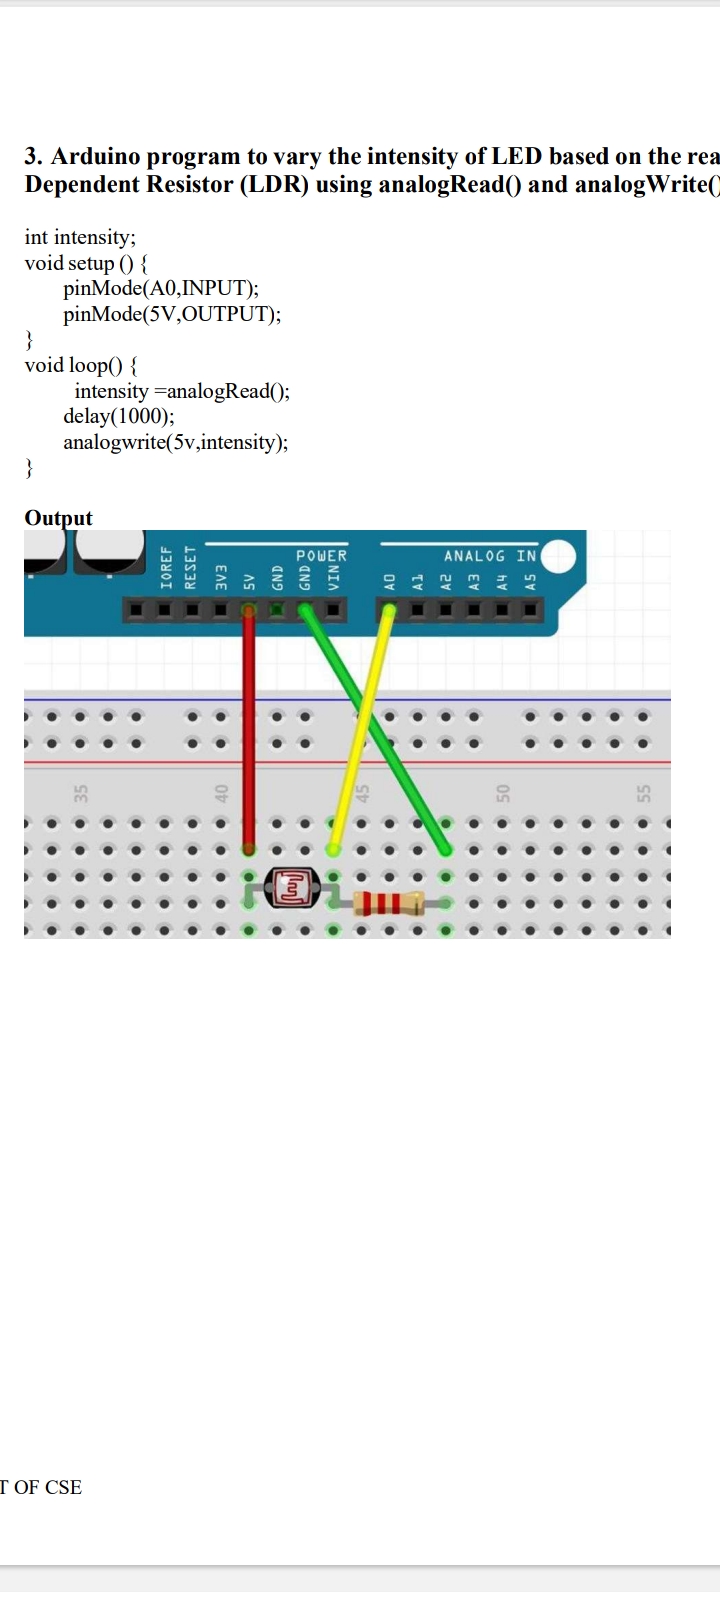 3. Arduino program to vary the intensity of LED based on the rea
Dependent Resistor (LDR) using analogRead() and analogWrite()
int intensity;
void setup () {
pinMode(A0,INPUT);
pinMode(5V,OUTPUT);
}
void loop() {
intensity =analogRead();
delay(1000);
analogwrite(5v,intensity);
}
Output
POWER
ANALOG IN
IOREF
RESET
3V3
5V
GND
GND
VIN
A0
A1
A2
A3
A4
A5
35
40
45
50
55
T OF CSE